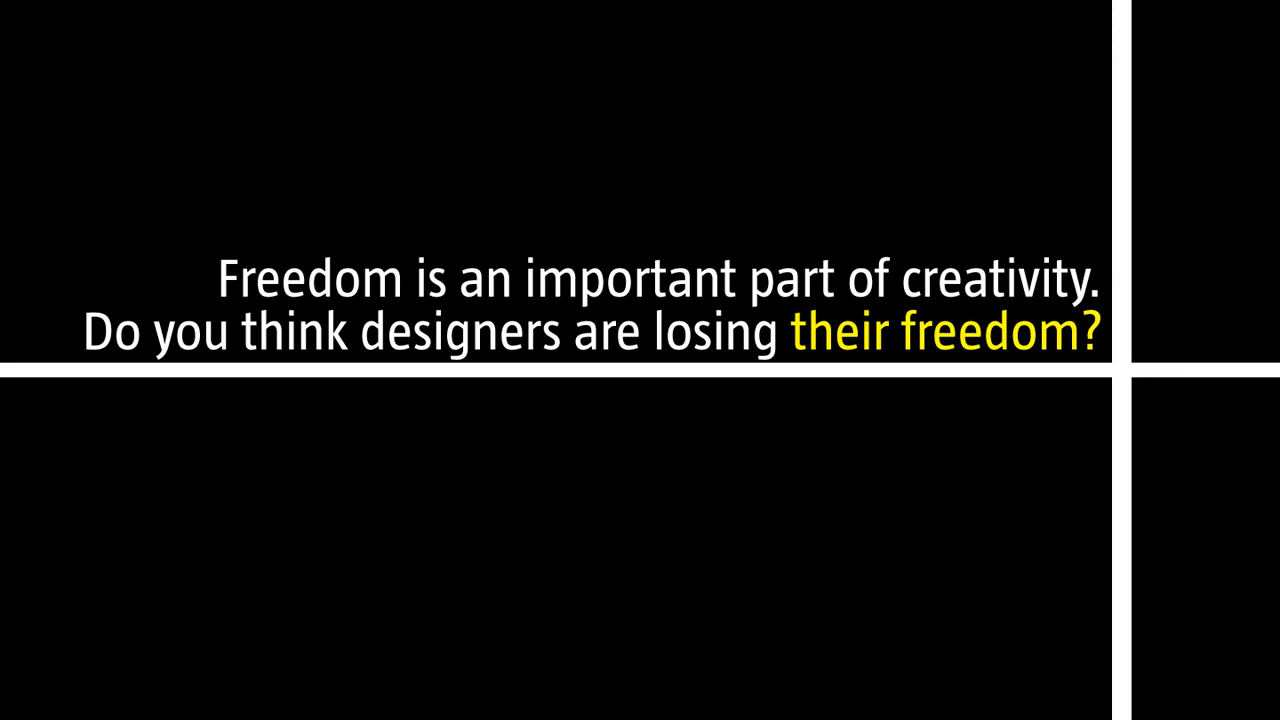 Freedom is an important part of creativity.
Do you think designers are losing their freedom?